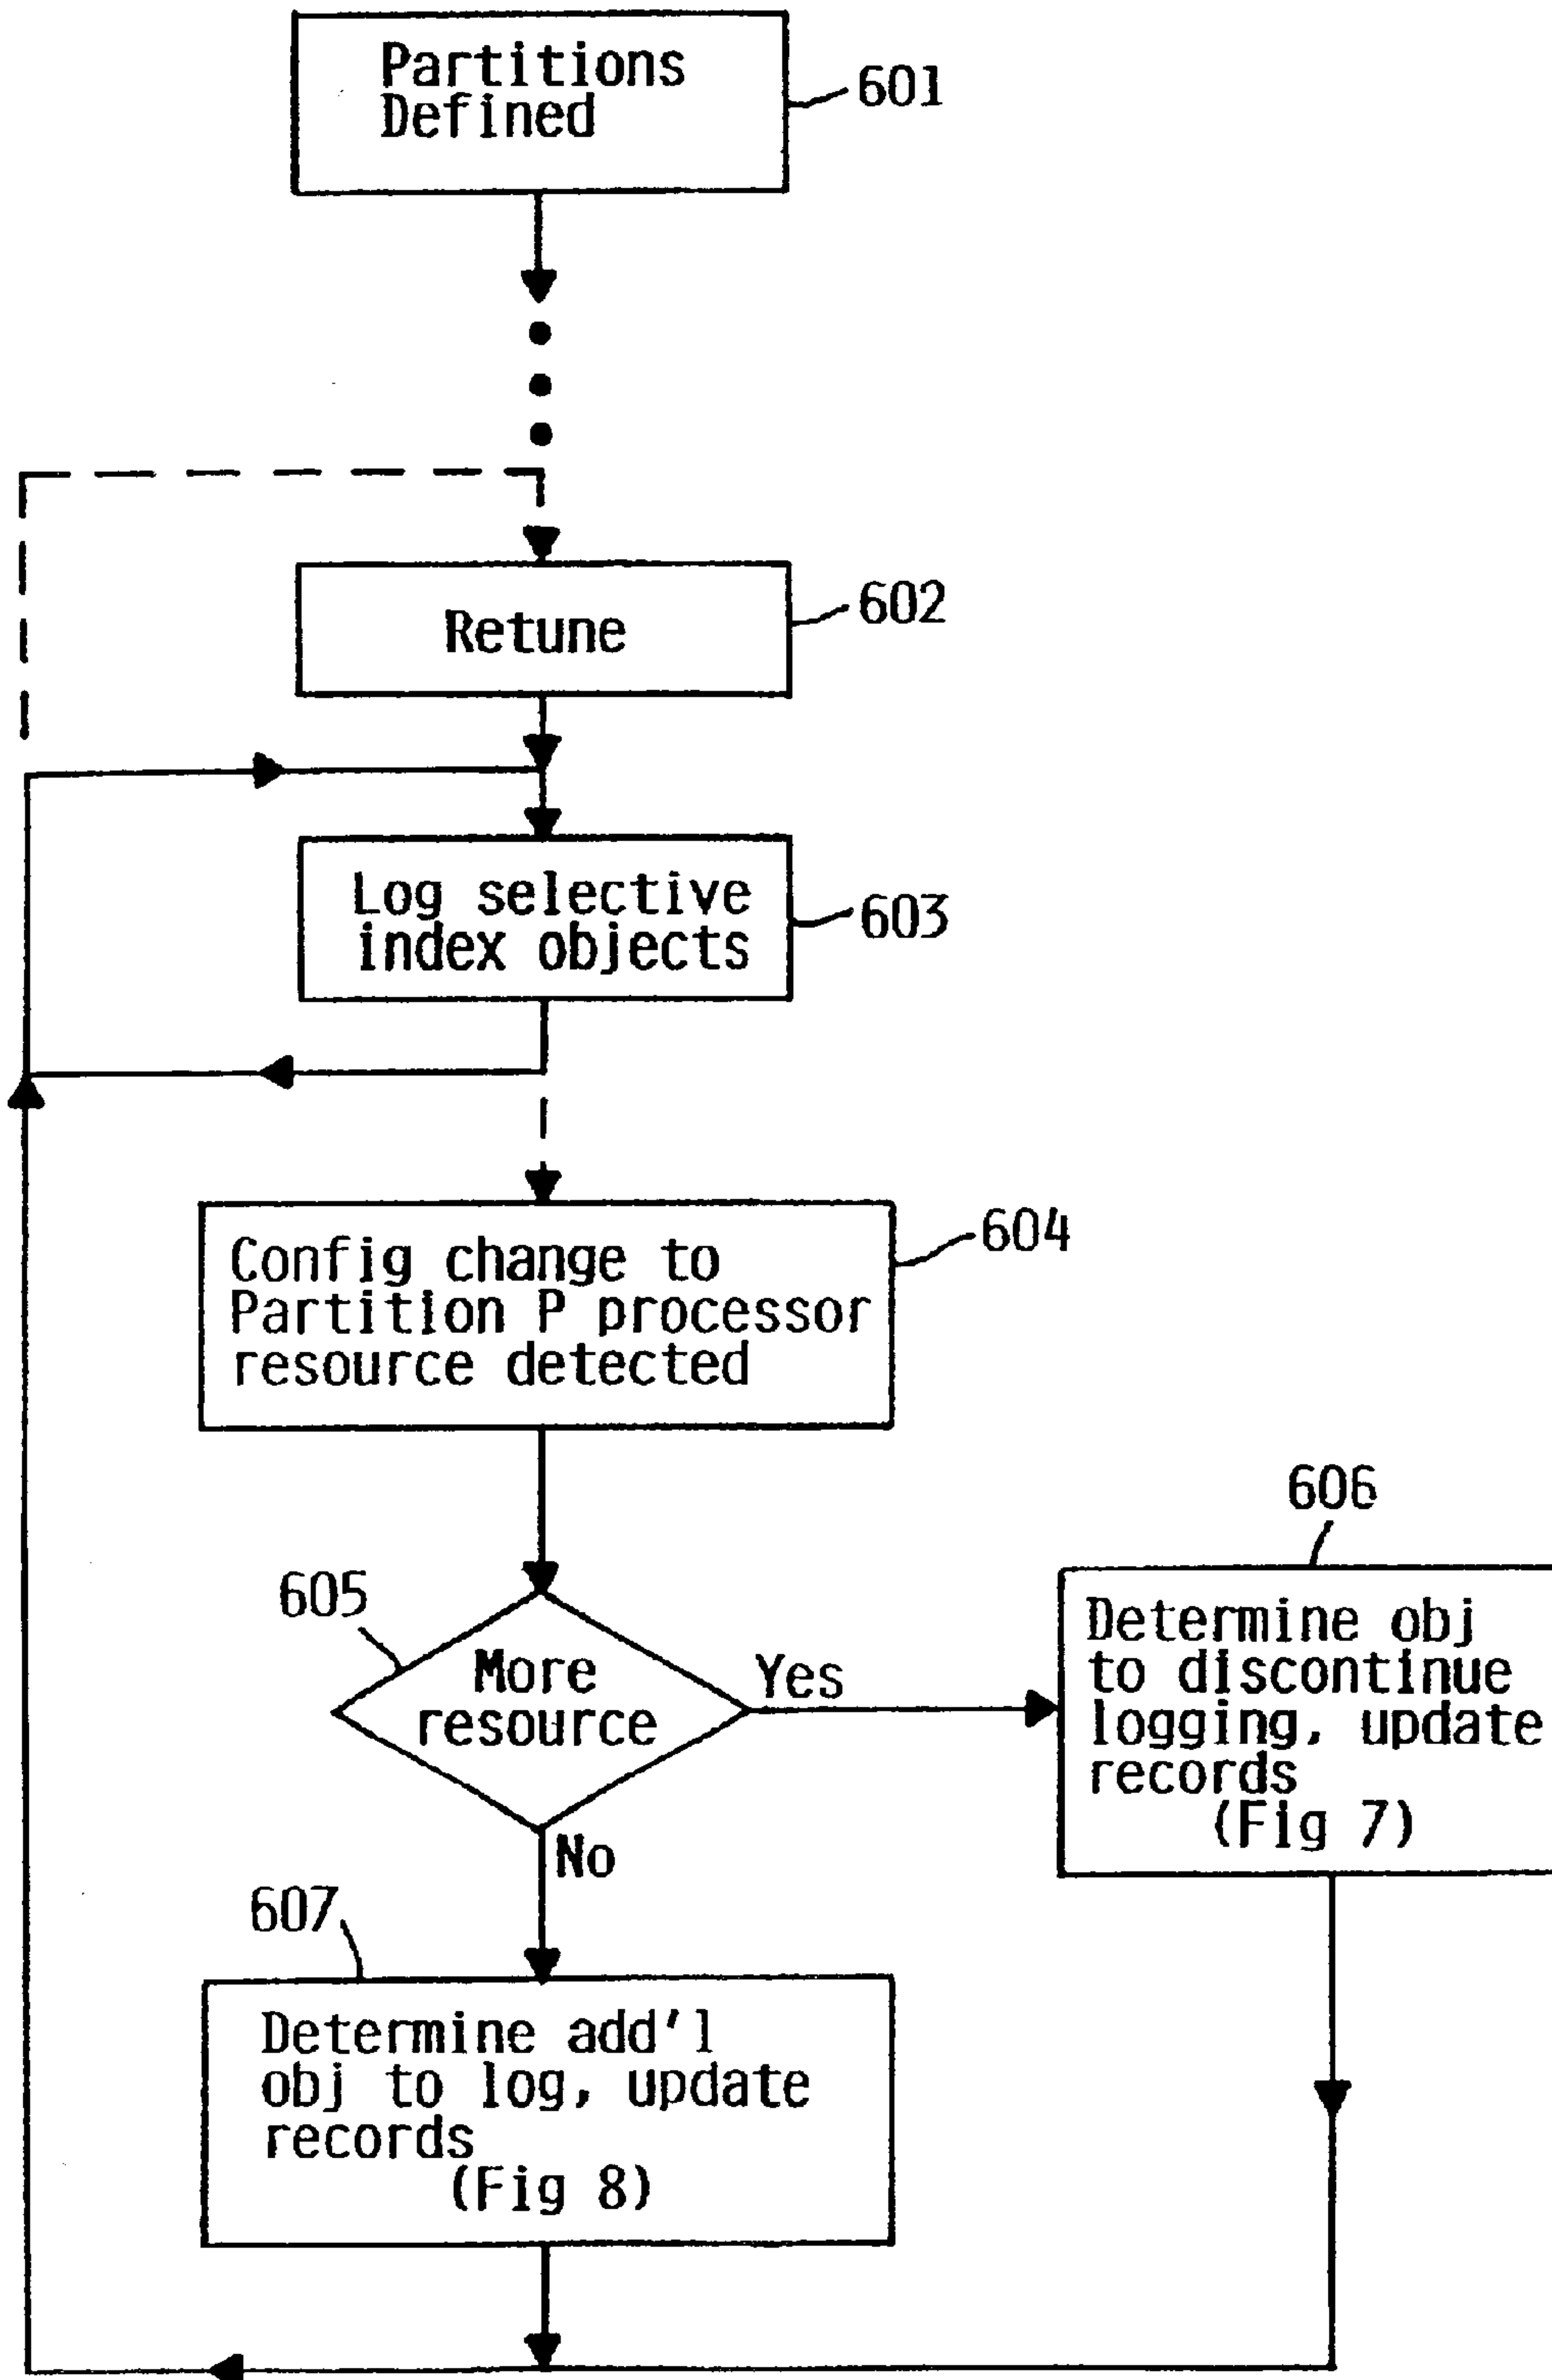 Partitions
Defined
601
Retune
602
Log selective
index objects
603
Config change to
Partition P processor
resource detected
604
605
More
resource
Yes
No
606
Determine obj
to discontinue
logging, update
records
(Fig 7)
607
Determine add'l
obj to log, update
records
(Fig 8)